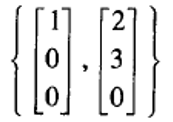 { [1 0 0], [2 3 0] }